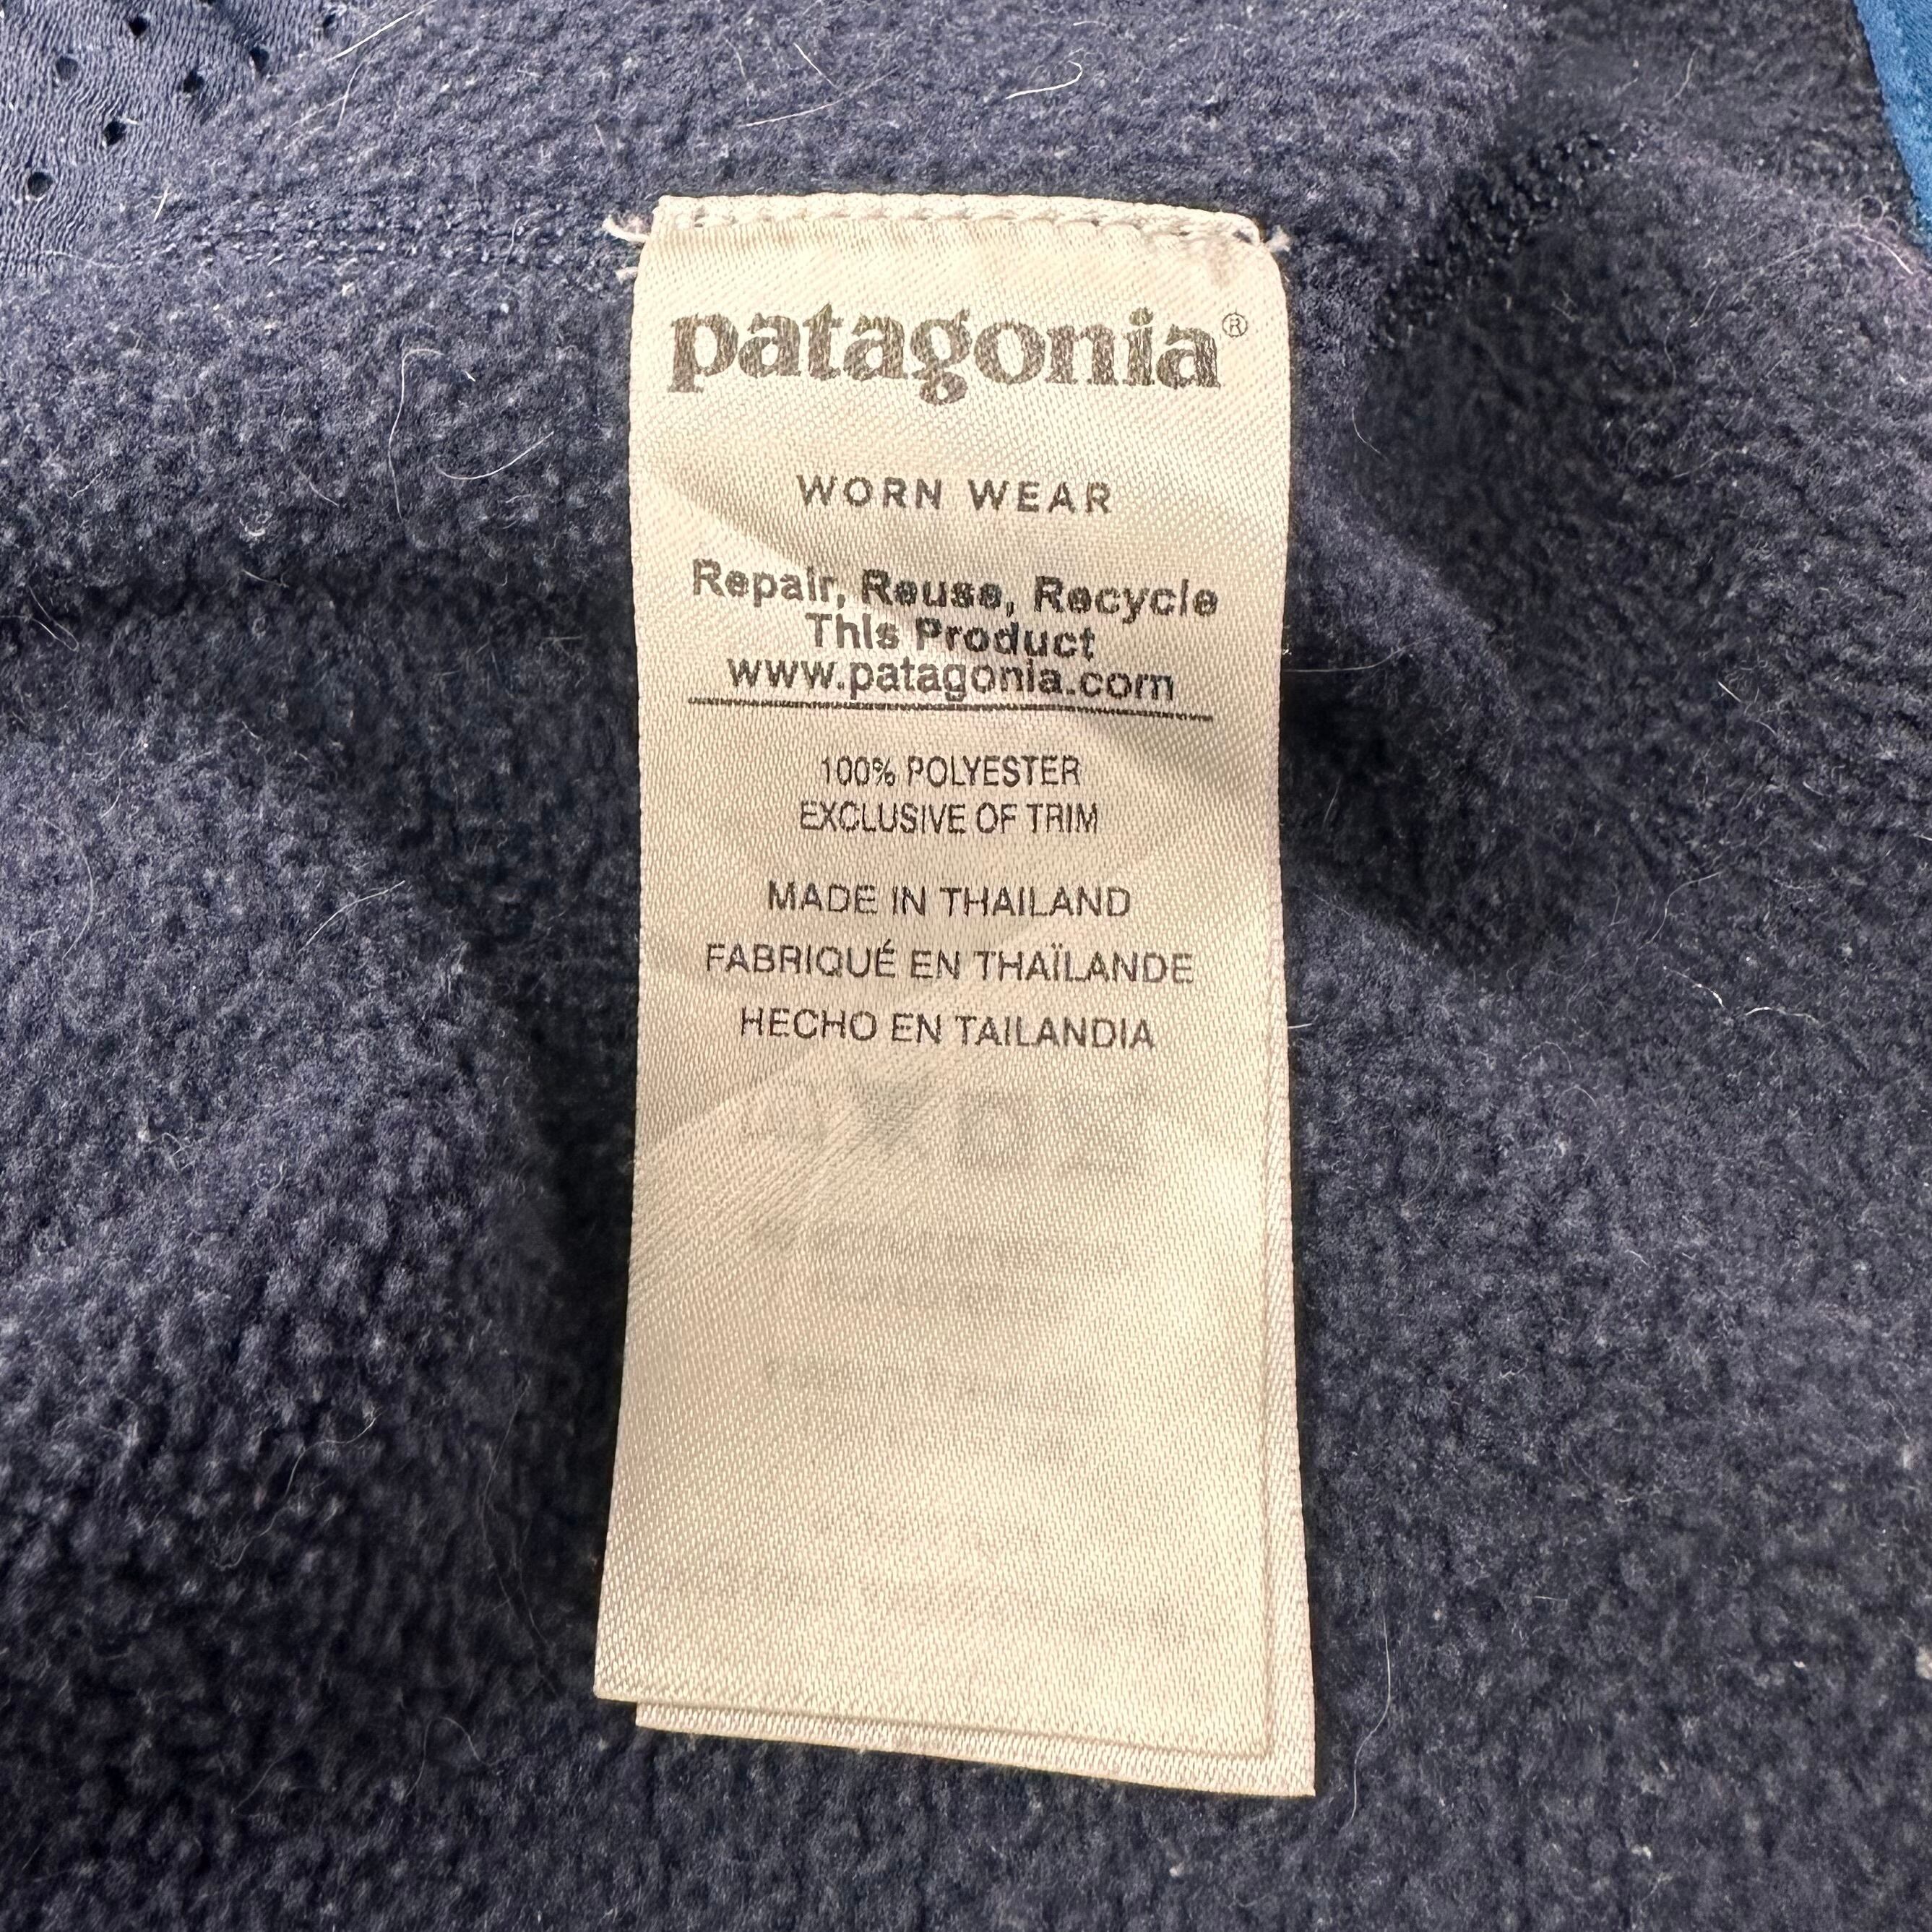 patagonia®
WORN WEAR
Repair, Reuse, Recycle
This Product
www.patagonia.com
100% POLYESTER
EXCLUSIVE OF TRIM
MADE IN THAILAND
FABRIQUÉ EN THAÏLANDE
HECHO EN TAILANDIA